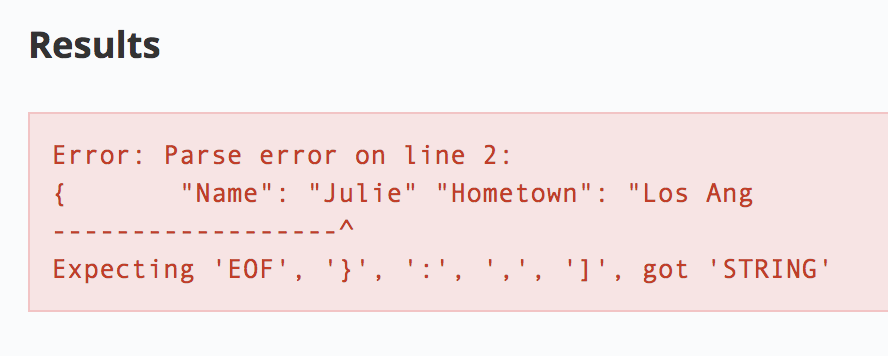 Results
Error: Parse error on line 2:
{       "Name": "Julie" "Hometown": "Los Ang
------------------^
Expecting 'EOF', '}', ':', ',', ']', got 'STRING'